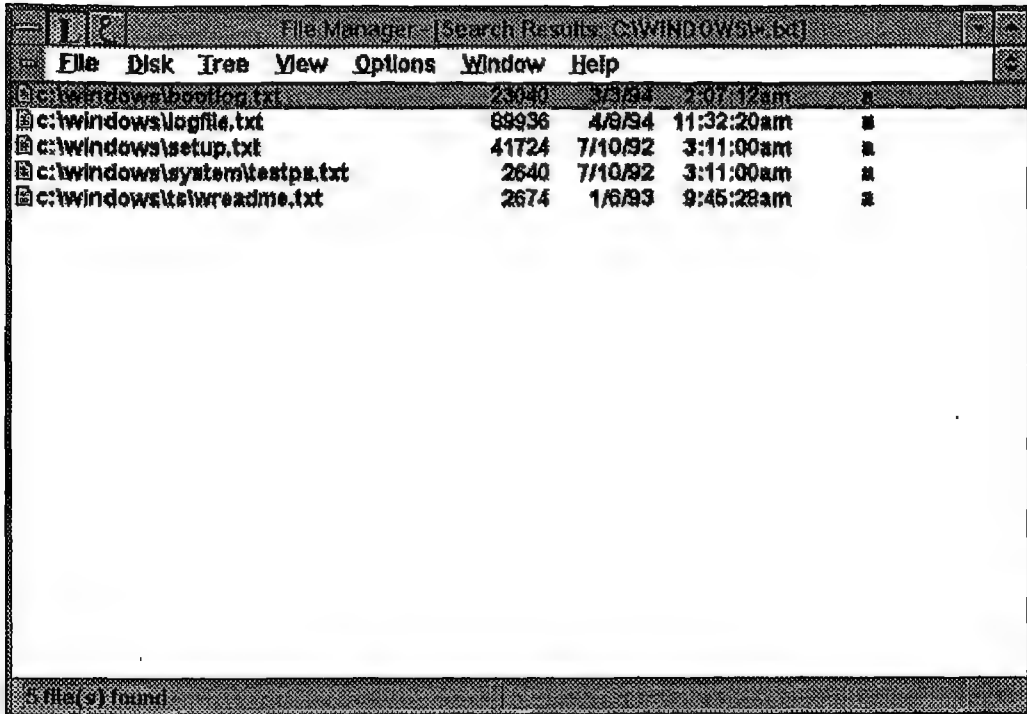 File Manager - [Search Results: C:\WINDOWS\*.txt]
File Disk Tree View Options Window Help
c:\windows\bootlog.txt 23040 3/3/94 2:07:12am a
c:\windows\logfile.txt 89936 4/8/94 11:32:20am a
c:\windows\setup.txt 41724 7/10/92 3:11:00am a
c:\windows\system\testps.txt 2640 7/10/92 3:11:00am a
c:\windows\ts\wreadme.txt 2674 1/6/93 9:45:28am a
5 file(s) found